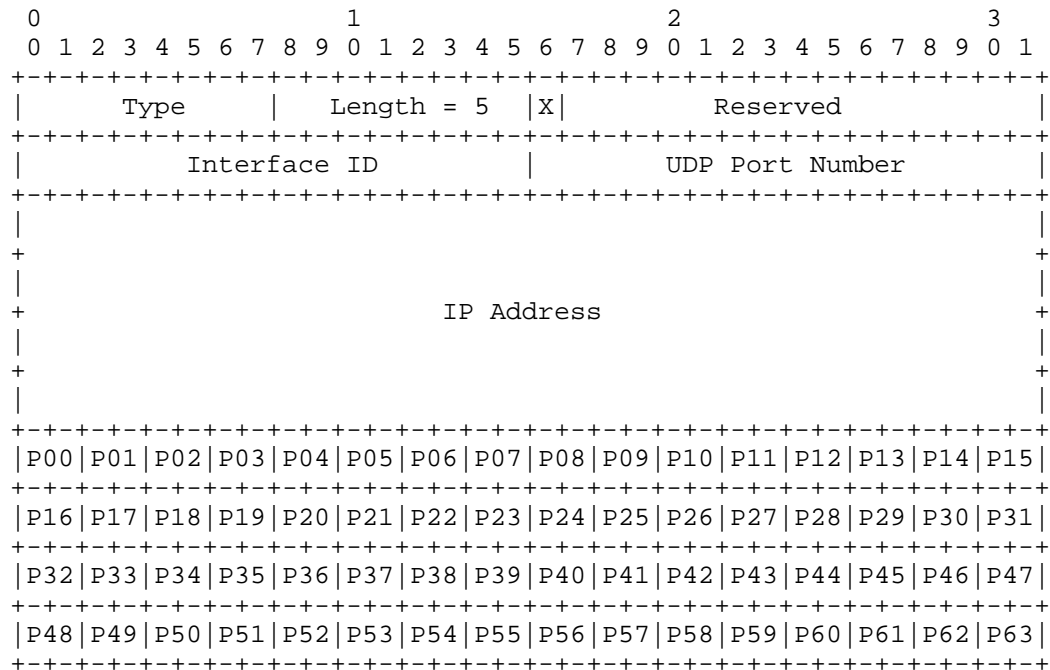 0                   1                   2                   3
 0 1 2 3 4 5 6 7 8 9 0 1 2 3 4 5 6 7 8 9 0 1 2 3 4 5 6 7 8 9 0 1
+-+-+-+-+-+-+-+-+-+-+-+-+-+-+-+-+-+-+-+-+-+-+-+-+-+-+-+-+-+-+-+-+
|      Type     |   Length = 5  |X|         Reserved            |
+-+-+-+-+-+-+-+-+-+-+-+-+-+-+-+-+-+-+-+-+-+-+-+-+-+-+-+-+-+-+-+-+
|          Interface ID         |        UDP Port Number        |
+-+-+-+-+-+-+-+-+-+-+-+-+-+-+-+-+-+-+-+-+-+-+-+-+-+-+-+-+-+-+-+-+
|                                                               |
+                                                               +
|                                                               |
+                          IP Address                           +
|                                                               |
+                                                               +
|                                                               |
+-+-+-+-+-+-+-+-+-+-+-+-+-+-+-+-+-+-+-+-+-+-+-+-+-+-+-+-+-+-+-+-+
|P00|P01|P02|P03|P04|P05|P06|P07|P08|P09|P10|P11|P12|P13|P14|P15|
+-+-+-+-+-+-+-+-+-+-+-+-+-+-+-+-+-+-+-+-+-+-+-+-+-+-+-+-+-+-+-+-+
|P16|P17|P18|P19|P20|P21|P22|P23|P24|P25|P26|P27|P28|P29|P30|P31|
+-+-+-+-+-+-+-+-+-+-+-+-+-+-+-+-+-+-+-+-+-+-+-+-+-+-+-+-+-+-+-+-+
|P32|P33|P34|P35|P36|P37|P38|P39|P40|P41|P42|P43|P44|P45|P46|P47|
+-+-+-+-+-+-+-+-+-+-+-+-+-+-+-+-+-+-+-+-+-+-+-+-+-+-+-+-+-+-+-+-+
|P48|P49|P50|P51|P52|P53|P54|P55|P56|P57|P58|P59|P60|P61|P62|P63|
+-+-+-+-+-+-+-+-+-+-+-+-+-+-+-+-+-+-+-+-+-+-+-+-+-+-+-+-+-+-+-+-+